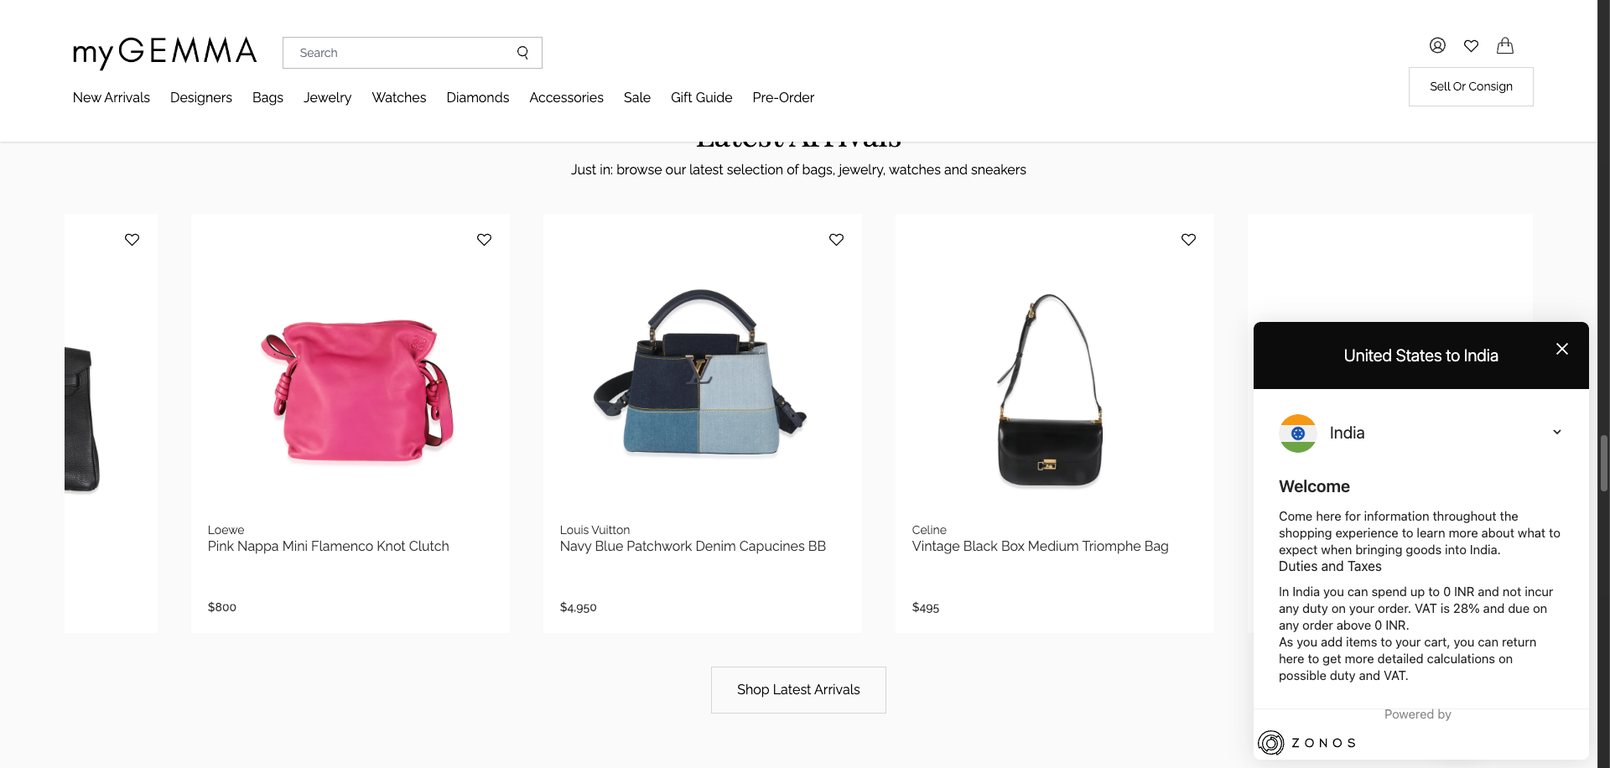 myGEMMA
Search
Sell Or Consign
New Arrivals Designers Bags Jewelry Watches Diamonds Accessories Sale Gift Guide Pre-Order
Latest Arrivals
Just in: browse our latest selection of bags, jewelry, watches and sneakers
Loewe
Pink Nappa Mini Flamenco Knot Clutch
$800
Louis Vuitton
Navy Blue Patchwork Denim Capucines BB
$4,950
Celine
Vintage Black Box Medium Triomphe Bag
$495
Shop Latest Arrivals
United States to India
India
Welcome
Come here for information throughout the
shopping experience to learn more about what to
expect when bringing goods into India.
Duties and Taxes
In India you can spend up to 0 INR and not incur
any duty on your order. VAT is 28% and due on
any order above 0 INR.
As you add items to your cart, you can return
here to get more detailed calculations on
possible duty and VAT.
Powered by
ZONOS